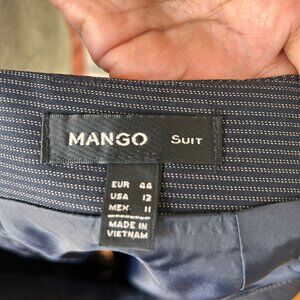 MANGO SUIT
EUR 44
USA 12
MEX 11
MADE IN
VIETNAM